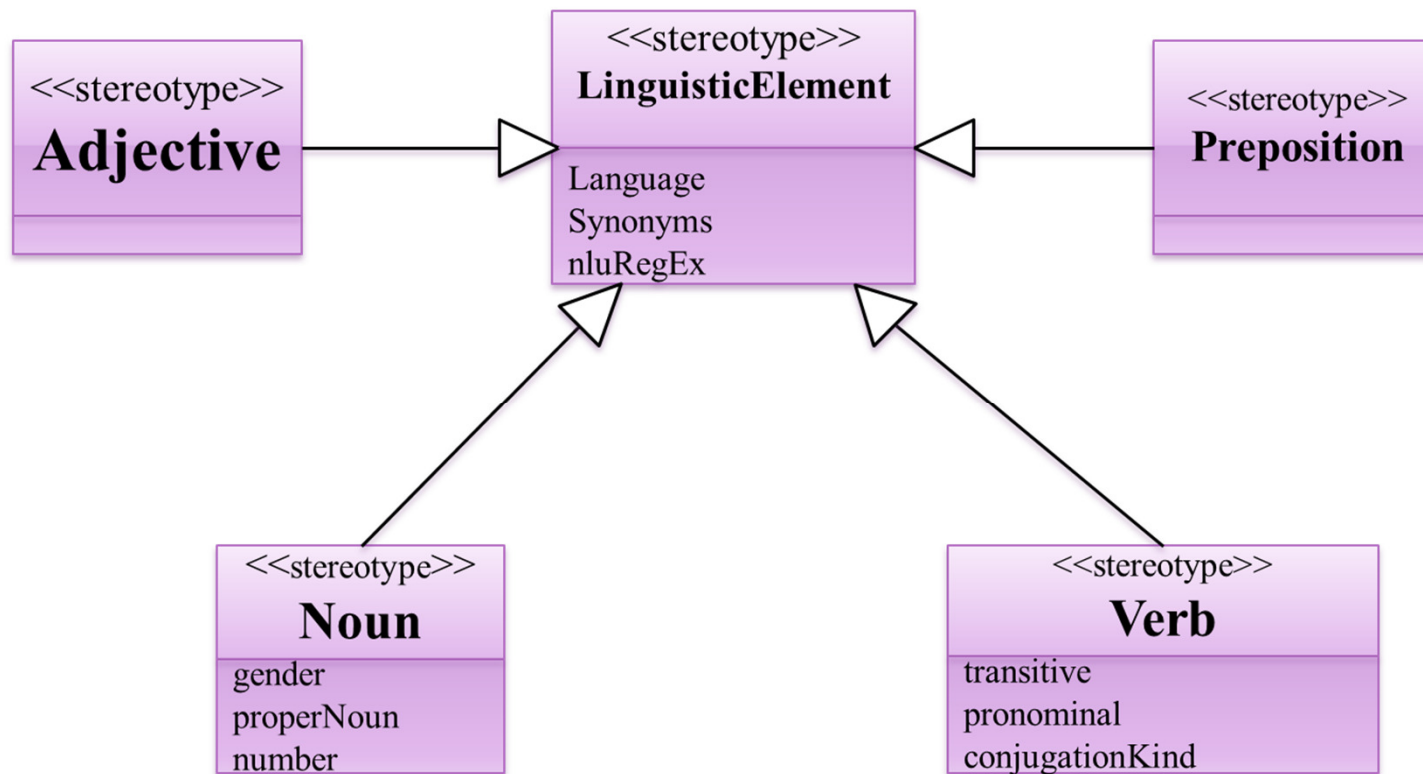 <<stereotype>>
Adjective
<<stereotype>>
LinguisticElement
Language
Synonyms
nluRegEx
<<stereotype>>
Preposition
<<stereotype>>
Noun
gender
properNoun
number
<<stereotype>>
Verb
transitive
pronominal
conjugationKind